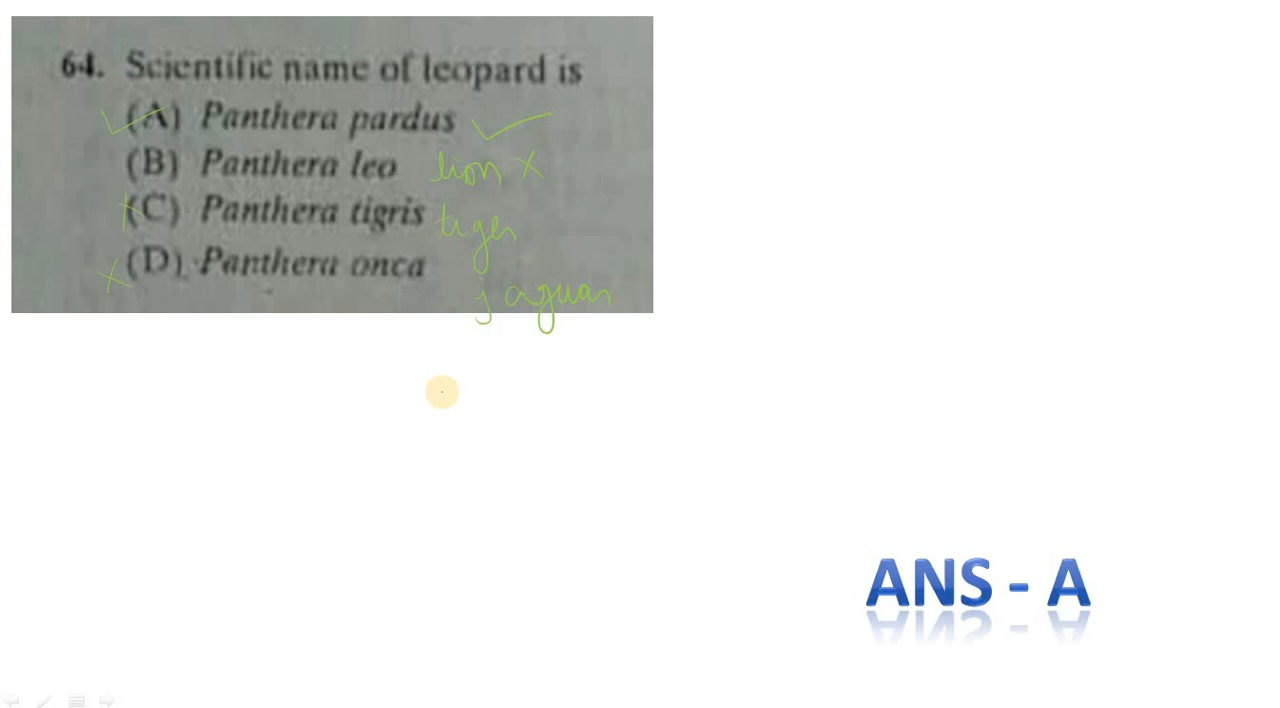 64. Scientific name of leopard is
(A) Panthera pardus
(B) Panthera leo lion
(C) Panthera tigris tiger
(D) Panthera onca
jaguar
ANS - A